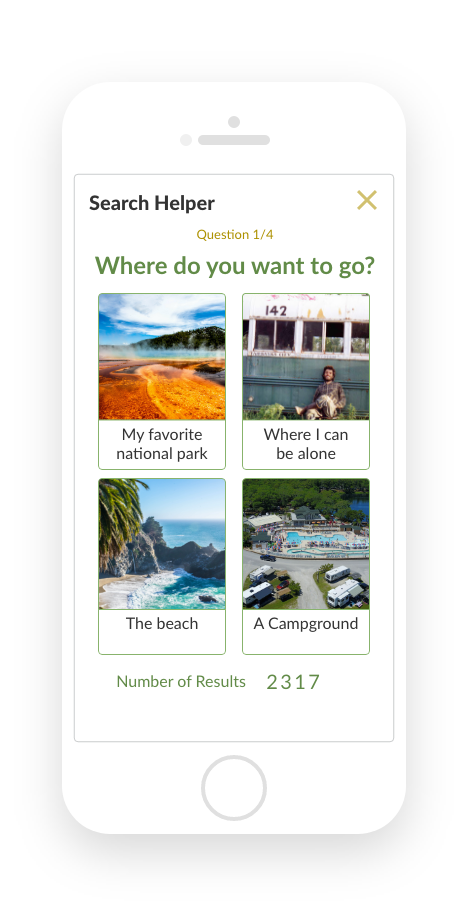 Search Helper
Question 1/4
Where do you want to go?
142
LA
My favorite
national park
Where I can
be alone
The beach
A Campground
Number of Results 2317